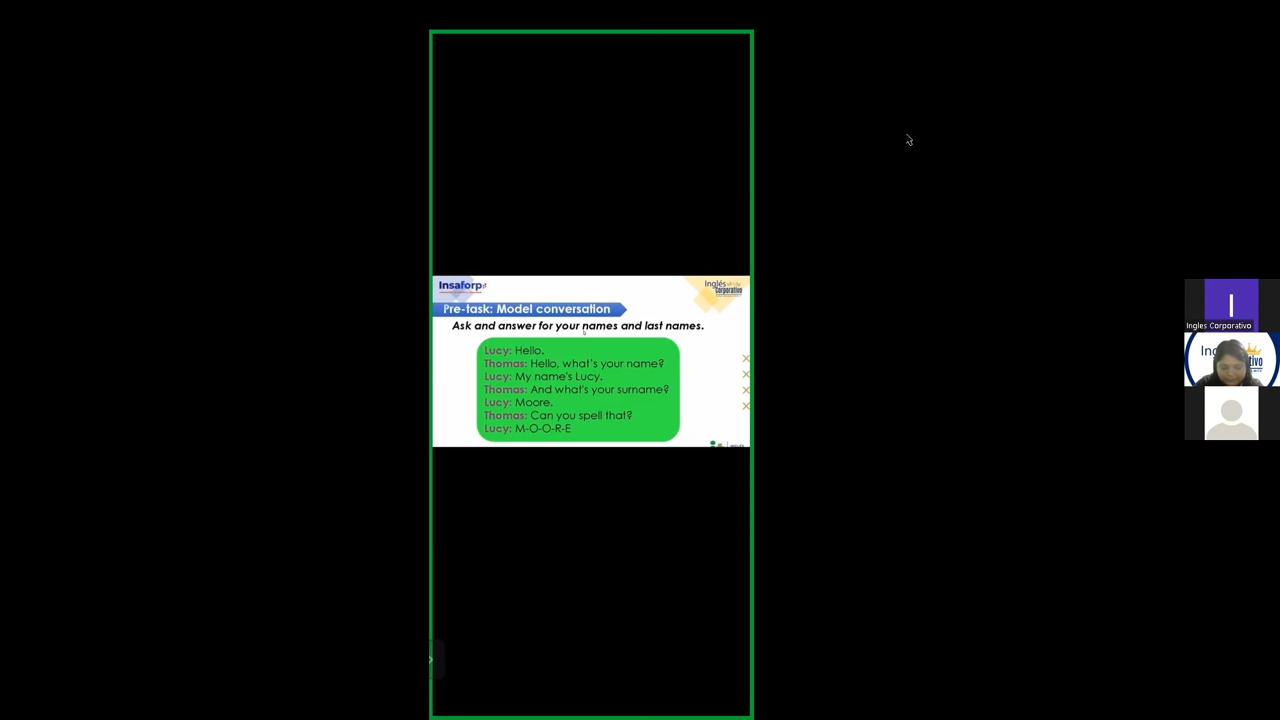 Insaforp
Inglés
Corporativo
Pre-task: Model conversation
Ask and answer for your names and last names.
Lucy: Hello.
Thomas: Hello, what's your name?
Lucy: My name's Lucy.
Thomas: And what's your surname?
Lucy: Moore.
Thomas: Can you spell that?
Lucy: M-O-O-R-E
I
Ingles Corporativo